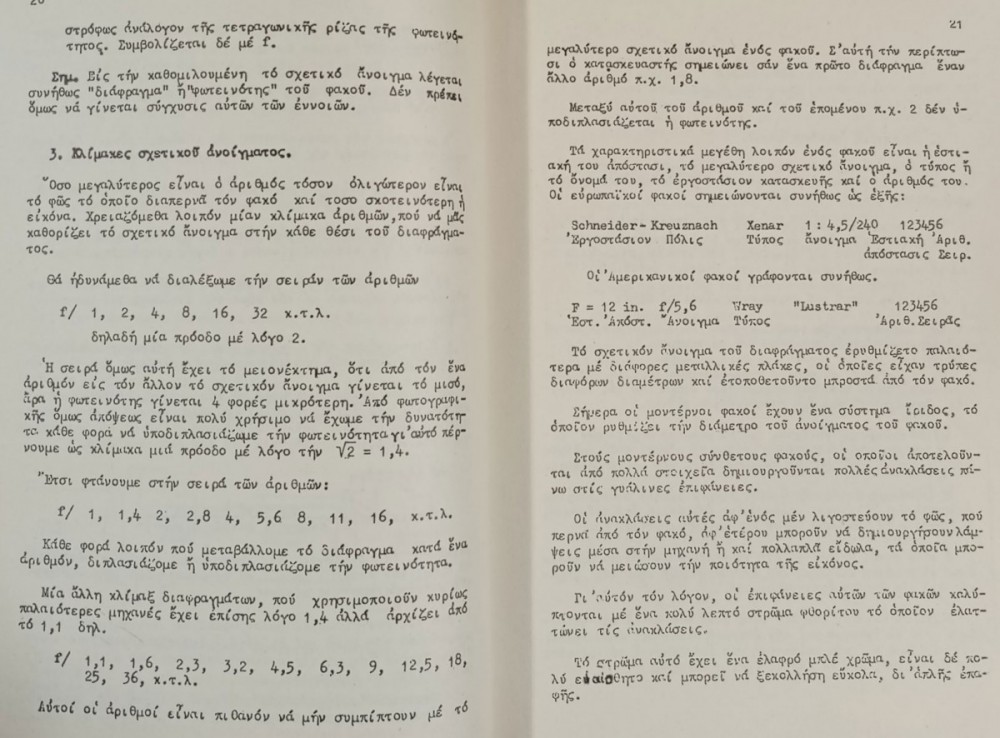 20
στρόφως ἀνάλογον τῆς τετραγωνικῆς ρίζης τῆς φωτεινό-
τητος. Συμβολίζεται δέ μέ f.
Σημ. Εἰς τήν καθομιλουμένη τό σχετικό ἄνοιγμα λέγεται
συνήθως "διάφραγμα" ἤ "φωτεινότης" τοῦ φακοῦ. Δέν πρέπει
ὅμως νά γίνεται σύγχυσις αὐτῶν τῶν ἐννοιῶν.
3. Κλίμακες σχετικοῦ ἀνοίγματος.
Ὅσο μεγαλύτερος εἶναι ὁ ἀριθμός τόσον ὀλιγώτερον εἶναι
τό φῶς τό ὁποῖο διαπερνᾶ τόν φακό καί τοσο σκοτεινότερη ἡ
εἰκόνα. Χρειαζόμεθα λοιπόν μίαν κλίμακα ἀριθμῶν,πού νά μᾶς
καθορίζει τό σχετικό ἄνοιγμα στήν κάθε θέσι τοῦ διαφράγμα-
τος.
Θά ἠδυνάμεθα νά διαλέξωμε τήν σειράν τῶν ἀριθμῶν
f/ 1, 2, 4, 8, 16, 32 κ.τ.λ.
δηλαδή μία πρόοδο μέ λόγο 2.
Ἡ σειρά ὅμως αὐτή ἔχει τό μειονέκτημα, ὅτι ἀπό τόν ἕνα
ἀριθμόν εἰς τόν ἄλλον τό σχετικόν ἄνοιγμα γίνεται τό μισό,
ἄρα ἡ φωτεινότης γίνεται 4 φορές μικρότερη. Ἀπό φωτογραφι-
κῆς ὅμως ἀπόψεως εἶναι πολύ χρήσιμο νά ἔχωμε τήν δυνατότη-
τα κάθε φορά νά ὑποδιπλασιάζωμε τήν φωτεινότητα γι'αὐτό πέρ-
νουμε ὡς κλίμακα μιά πρόοδο μέ λόγο τήν √2 = 1,4.
Ἔτσι φτάνουμε στήν σειρά τῶν ἀριθμῶν:
f/ 1, 1,4 2, 2,8 4, 5,6 8, 11, 16, κ.τ.λ.
Κάθε φορά λοιπόν πού μεταβάλλομε τό διάφραγμα κατά ἕνα
ἀριθμόν, διπλασιάζομε ἤ ὑποδιπλασιάζομε τήν φωτεινότητα.
Μία ἄλλη κλίμαξ διαφραγμάτων, πού χρησιμοποιοῦν κυρίως
παλαιότερες μηχανές ἔχει ἐπίσης λόγο 1,4 ἀλλά ἀρχίζει ἀπό
τό 1,1 δηλ.
f/ 1,1, 1,6, 2,3, 3,2, 4,5, 6,3, 9, 12,5, 18,
25, 36, κ.τ.λ.
Αὐτοί οἱ ἀριθμοί εἶναι πιθανόν νά μήν συμπίπτουν μέ τό
21
μεγαλύτερο σχετικό ἄνοιγμα ἑνός φακοῦ. Σ'αὐτή τήν περίπτω-
σι ὁ κατασκευαστής σημειώνει σάν ἕνα πρῶτο διάφραγμα ἕναν
ἄλλο ἀριθμό π.χ. 1,8.
Μεταξύ αὐτοῦ τοῦ ἀριθμοῦ καί τοῦ ἑπομένου π.χ. 2 δέν ὑ-
ποδιπλασιάζεται ἡ φωτεινότης.
Τά χαρακτηριστικά μεγέθη λοιπόν ἑνός φακοῦ εἶναι ἡ ἑστι-
ακή του ἀπόστασι, τό μεγαλύτερο σχετικό ἄνοιγμα, ὁ τύπος ἤ
τό ὄνομά του, τό ἐργοστάσιον κατασκευῆς καί ὁ ἀριθμός του.
Οἱ εὐρωπαϊκοί φακοί σημειώνονται συνήθως ὡς ἑξῆς:
Schneider-Kreuznach Xenar 1:4,5/240 123456
Ἐργοστάσιον Πόλις Τύπος ἄνοιγμα Ἑστιακή Ἀριθ.
ἀπόστασις Σειρ.
Οἱ Ἀμερικανικοί φακοί γράφονται συνήθως.
F = 12 in. f/5,6 Wray "Lustrar" 123456
Ἑστ. Ἀπόστ. Ἄνοιγμα Τύπος Ἀριθ.Σειρᾶς
Τό σχετικόν ἄνοιγμα τοῦ διαφράγματος ἐρυθμίζετο παλαιό-
τερα μέ διάφορες μεταλλικές πλάκες, οἱ ὁποῖες εἶχαν τρύπες
διαφόρων διαμέτρων καί ἐτοποθετοῦντο μπροστά ἀπό τόν φακό.
Σήμερα οἱ μοντέρνοι φακοί ἔχουν ἕνα σύστημα ἴριδος, τό
ὁποῖον ρυθμίζει τήν διάμετρο τοῦ ἀνοίγματος τοῦ φακοῦ.
Στούς μοντέρνους σύνθετους φακούς, οἱ ὁποῖοι ἀποτελοῦν-
ται ἀπό πολλά στοιχεῖα δημιουργοῦνται πολλές ἀνακλάσεις πά-
νω στίς γυάλινες ἐπιφάνειες.
Οἱ ἀνακλάσεις αὐτές ἀφ'ἑνός μέν λιγοστεύουν τό φῶς, πού
περνᾶ ἀπό τόν φακό, ἀφ'ἑτέρου μποροῦν νά δημιουργήσουν λάμ-
ψεις μέσα στήν μηχανή ἤ καί πολλαπλά εἴδωλα, τά ὁποῖα μπο-
ροῦν νά μειώσουν τήν ποιότητα τῆς εἰκόνος.
Γι'αὐτόν τόν λόγον, οἱ ἐπιφάνειες αὐτῶν τῶν φακῶν καλύ-
πτονται μέ ἕνα πολύ λεπτό στρῶμα φθορίτου τό ὁποῖον ἐλατ-
τώνει τίς ἀνακλάσεις.
Τό στρῶμα αὐτό ἔχει ἕνα ἐλαφρό μπλέ χρῶμα, εἶναι δέ πο-
λύ εὐαίσθητο καί μπορεῖ νά ξεκολλήση εὔκολα, δι'ἁπλῆς ἐπα-
φῆς.